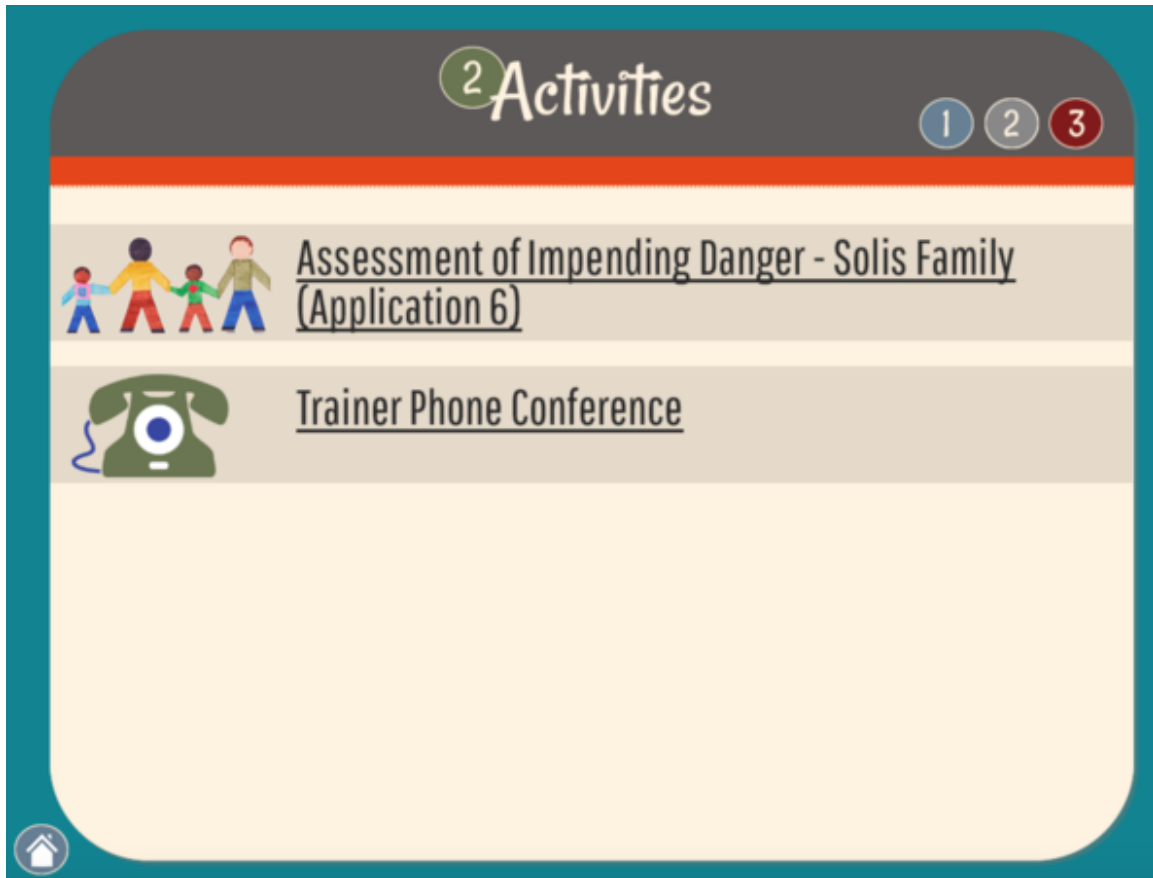 2 Activities
1 2 3
Assessment of Impending Danger - Solis Family
(Application 6)
Trainer Phone Conference